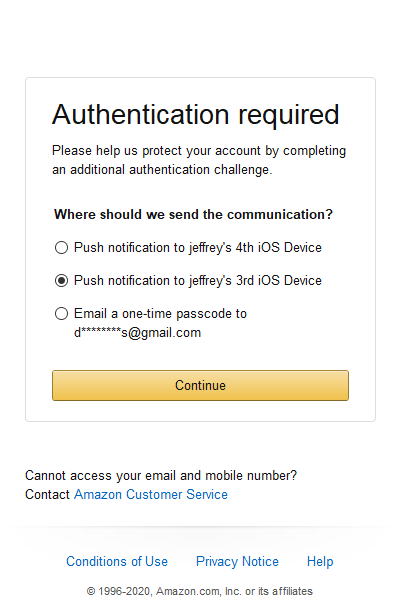 Authentication required
Please help us protect your account by completing
an additional authentication challenge.
Where should we send the communication?
Push notification to jeffrey's 4th iOS Device
Push notification to jeffrey's 3rd iOS Device
Email a one-time passcode to
d********s@gmail.com
Continue
Cannot access your email and mobile number?
Contact Amazon Customer Service
Conditions of Use Privacy Notice Help
© 1996-2020, Amazon.com, Inc. or its affiliates